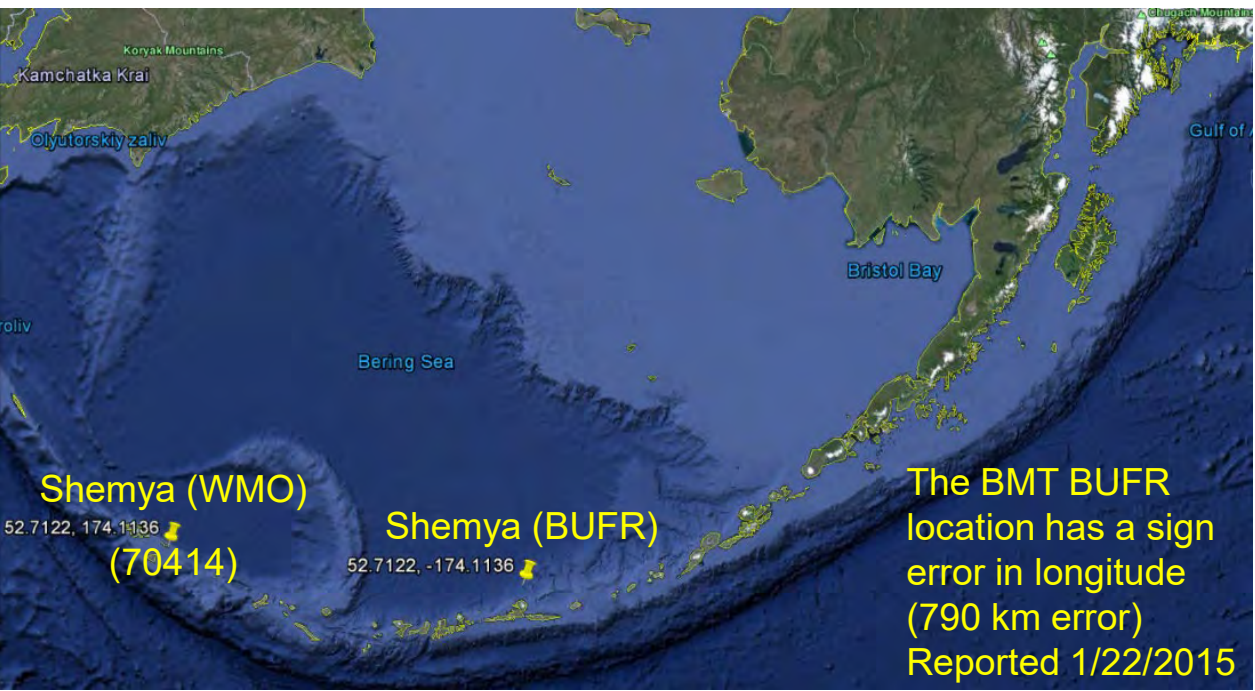 Chugach Mountains
Koryak Mountains
Kamchatka Krai
Olyutorskiy zaliv
Gulf of A
Bristol Bay
roliv
Bering Sea
Shemya (WMO)
52.7122, 174.1136
(70414)
Shemya (BUFR)
52.7122, -174.1136
The BMT BUFR
location has a sign
error in longitude
(790 km error)
Reported 1/22/2015